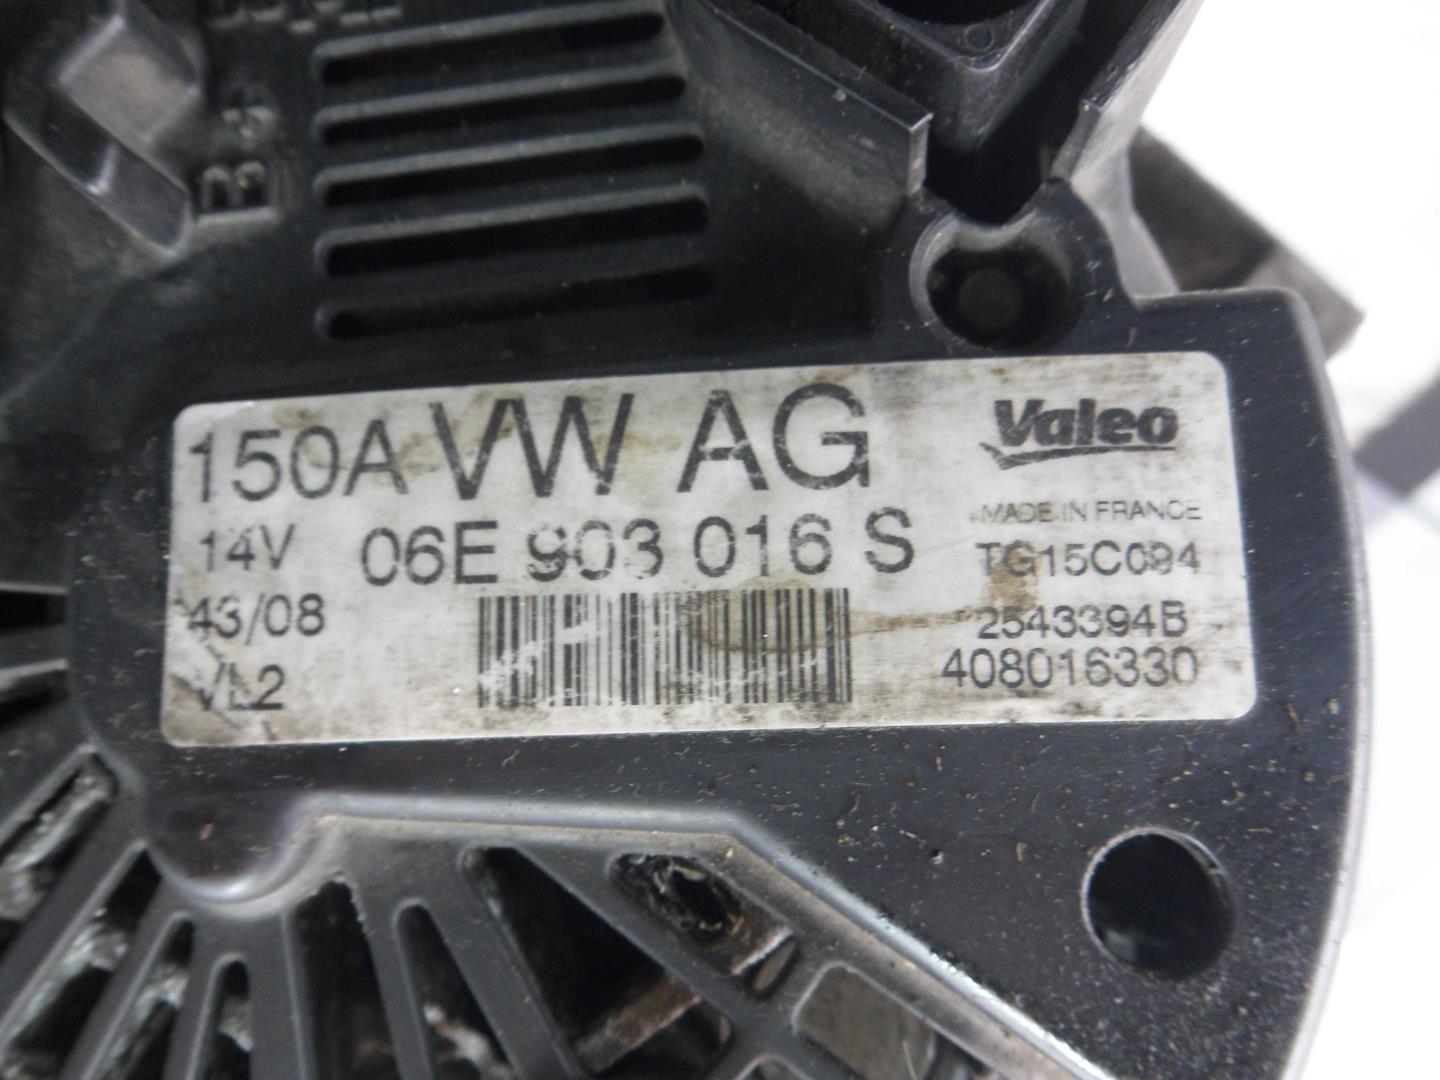 B+
150A VW AG
Valeo
14V 06E 903 016 S
MADE IN FRANCE
TG15C094
43/08
2543394B
VL2
408016330